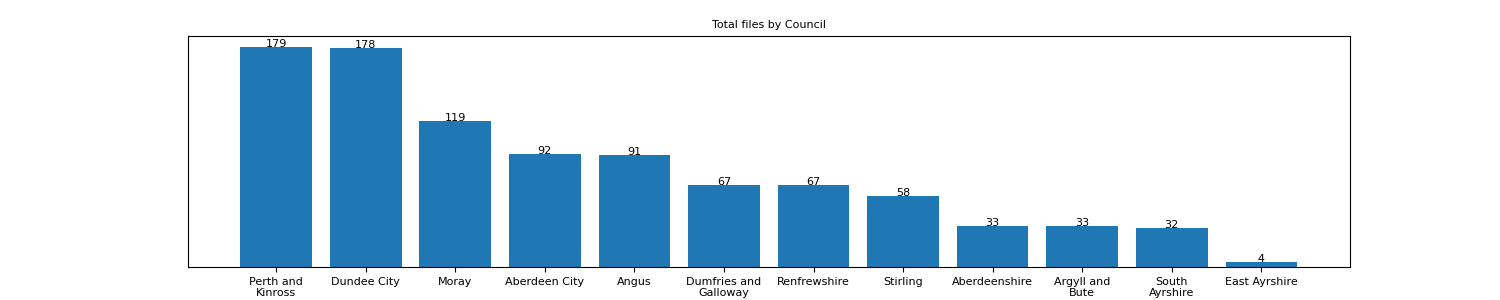 Total files by Council
179
178
119
92
91
67
67
58
33
33
32
4
Perth and
Kinross
Dundee City
Moray
Aberdeen City
Angus
Dumfries and
Galloway
Renfrewshire
Stirling
Aberdeenshire
Argyll and
Bute
South
Ayrshire
East Ayrshire